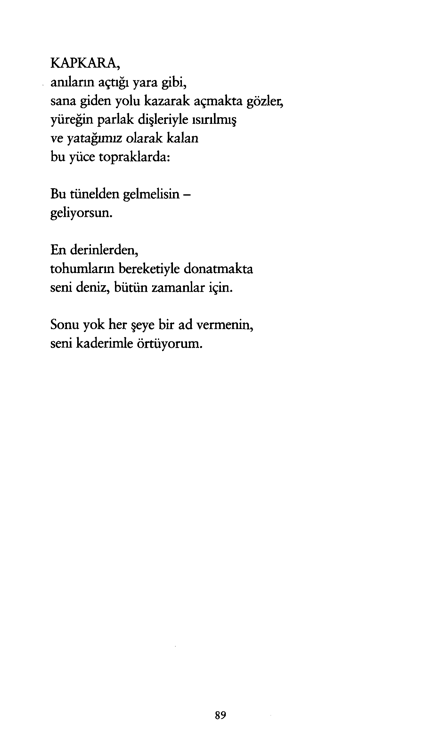 KAPKARA,
anıların açtığı yara gibi,
sana giden yolu kazarak açmakta gözler,
yüreğin parlak dişleriyle ısırılmış
ve yatağımız olarak kalan
bu yüce topraklarda:

Bu tünelden gelmelisin –
geliyorsun.

En derinlerden,
tohumların bereketiyle donatmakta
seni deniz, bütün zamanlar için.

Sonu yok her şeye bir ad vermenin,
seni kaderimle örtüyorum.

89